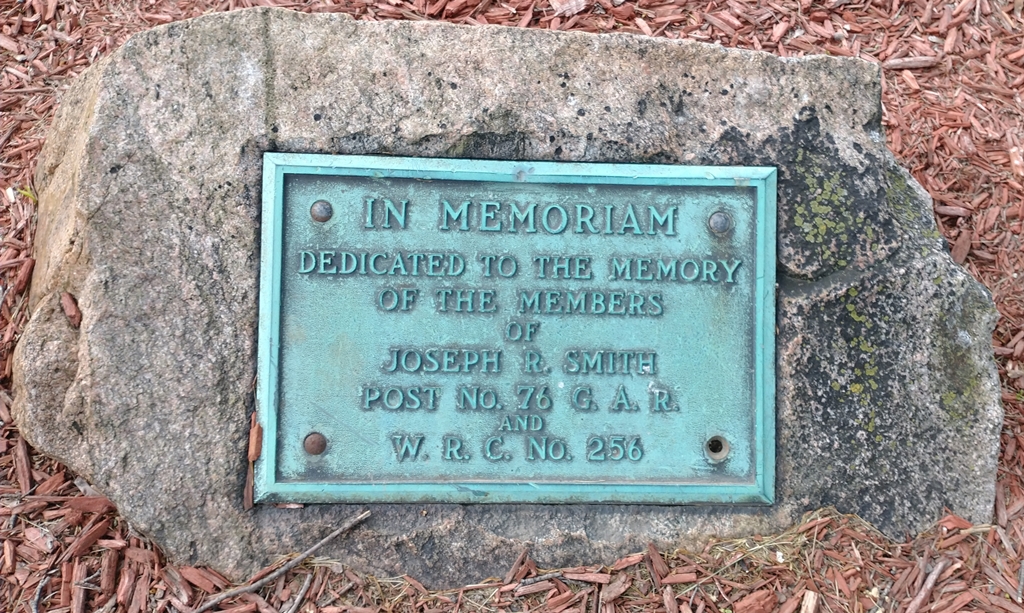 IN MEMORIAM
DEDICATED TO THE MEMORY
OF THE MEMBERS
OF
JOSEPH R. SMITH
POST NO. 76 G. A. R.
AND
W. R. C. NO. 256